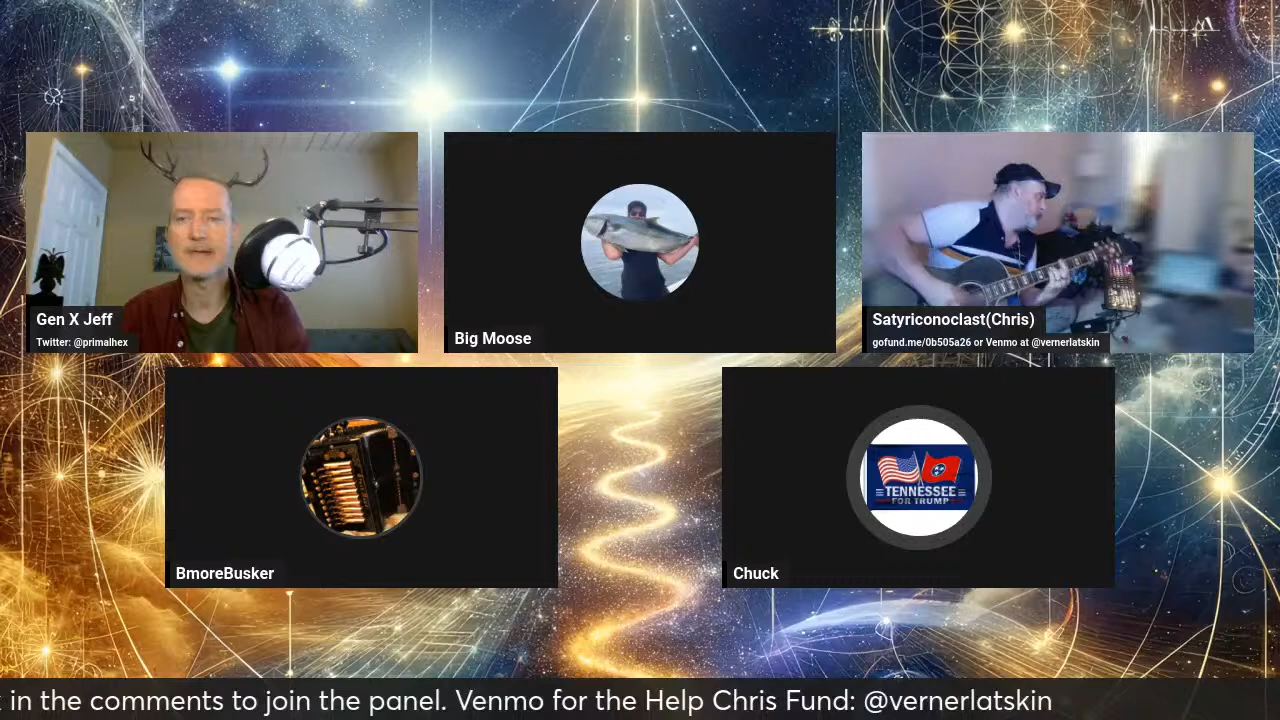 Gen X Jeff
Twitter: @primalhex
Big Moose
Satyriconoclast(Chris)
gofund.me/0b505a26 or Venmo at @vernerlatskin
BmoreBusker
TENNESSEE
FOR TRUMP
Chuck
in the comments to join the panel. Venmo for the Help Chris Fund: @vernerlatskin